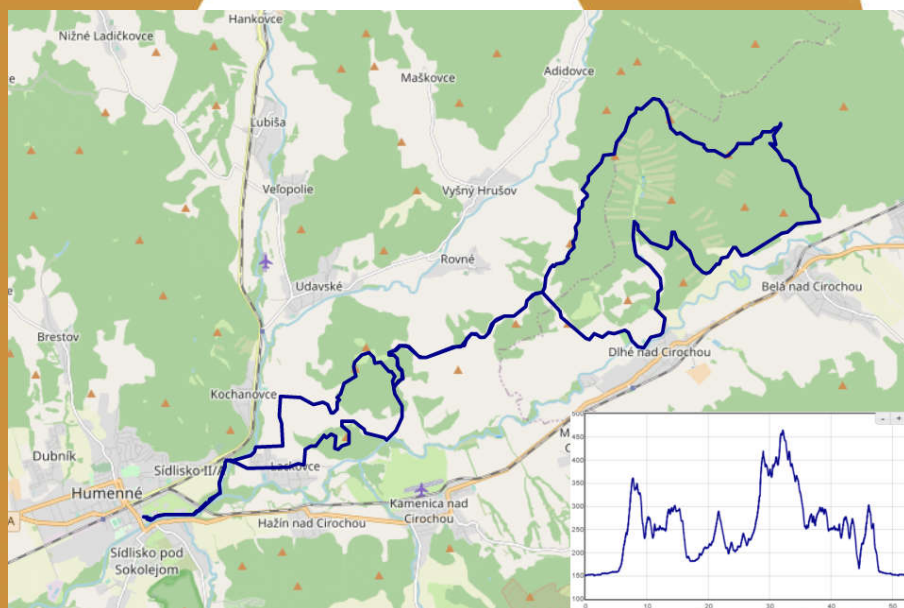 Hankovce
Nižné Ladičkovce
Maškovce
Adidovce
Ľubiša
Veľopolie
Vyšný Hrušov
Rovné
Udavské
Belá nad Cirochou
Brestov
Dlhé nad Cirochou
Kochanovce
Dubník
Sídlisko II/A
Lackovce
Humenné
Kamenica nad
Cirochou
Hažín nad Cirochou
Sídlisko pod
Sokolejom
- +
500
450
400
350
300
250
200
150
100
0 10 20 30 40 50